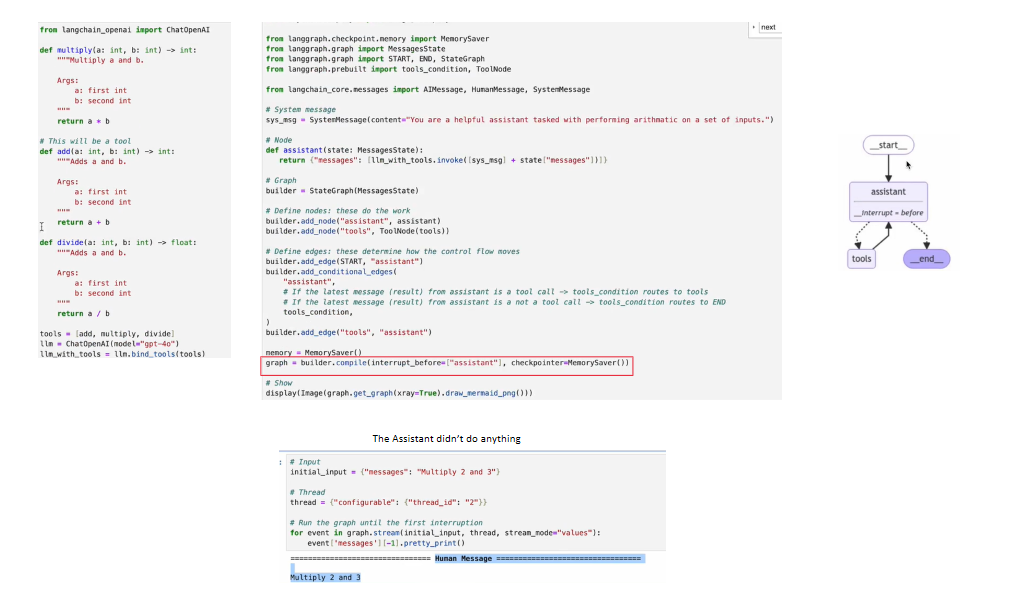 from langchain_openai import ChatOpenAI
def multiply(a: int, b: int) -> int:
"""Multiply a and b.
Args:
a: first int
b: second int
"""
return a * b
# This will be a tool
def add(a: int, b: int) -> int:
"""Adds a and b.
Args:
a: first int
b: second int
"""
return a + b
def divide(a: int, b: int) -> float:
"""Adds a and b.
Args:
a: first int
b: second int
"""
return a / b
tools = [add, multiply, divide]
llm = ChatOpenAI(model="gpt-4o")
llm_with_tools = llm.bind_tools(tools)
from langgraph.checkpoint.memory import MemorySaver
from langgraph.graph import MessagesState
from langgraph.graph import START, END, StateGraph
from langgraph.prebuilt import tools_condition, ToolNode
from langchain_core.messages import AIMessage, HumanMessage, SystemMessage
# System message
sys_msg = SystemMessage(content="You are a helpful assistant tasked with performing arithmatic on a set of inputs.")
# Node
def assistant(state: MessagesState):
return {"messages": [llm_with_tools.invoke([sys_msg] + state["messages"])]}
# Graph
builder = StateGraph(MessagesState)
# Define nodes: these do the work
builder.add_node("assistant", assistant)
builder.add_node("tools", ToolNode(tools))
# Define edges: these determine how the control flow moves
builder.add_edge(START, "assistant")
builder.add_conditional_edges(
"assistant",
# If the latest message (result) from assistant is a tool call -> tools_condition routes to tools
# If the latest message (result) from assistant is a not a tool call -> tools_condition routes to END
tools_condition,
)
builder.add_edge("tools", "assistant")
memory = MemorySaver()
graph = builder.compile(interrupt_before=["assistant"], checkpointer=MemorySaver())
# Show
display(Image(graph.get_graph(xray=True).draw_mermaid_png()))
next
__start__
assistant
__interrupt = before
tools
__end__
The Assistant didn't do anything
: # Input
initial_input = {"messages": "Multiply 2 and 3"}
# Thread
thread = {"configurable": {"thread_id": "2"}}
# Run the graph until the first interruption
for event in graph.stream(initial_input, thread, stream_mode="values"):
event['messages'][-1].pretty_print()
================================ Human Message =================================
Multiply 2 and 3